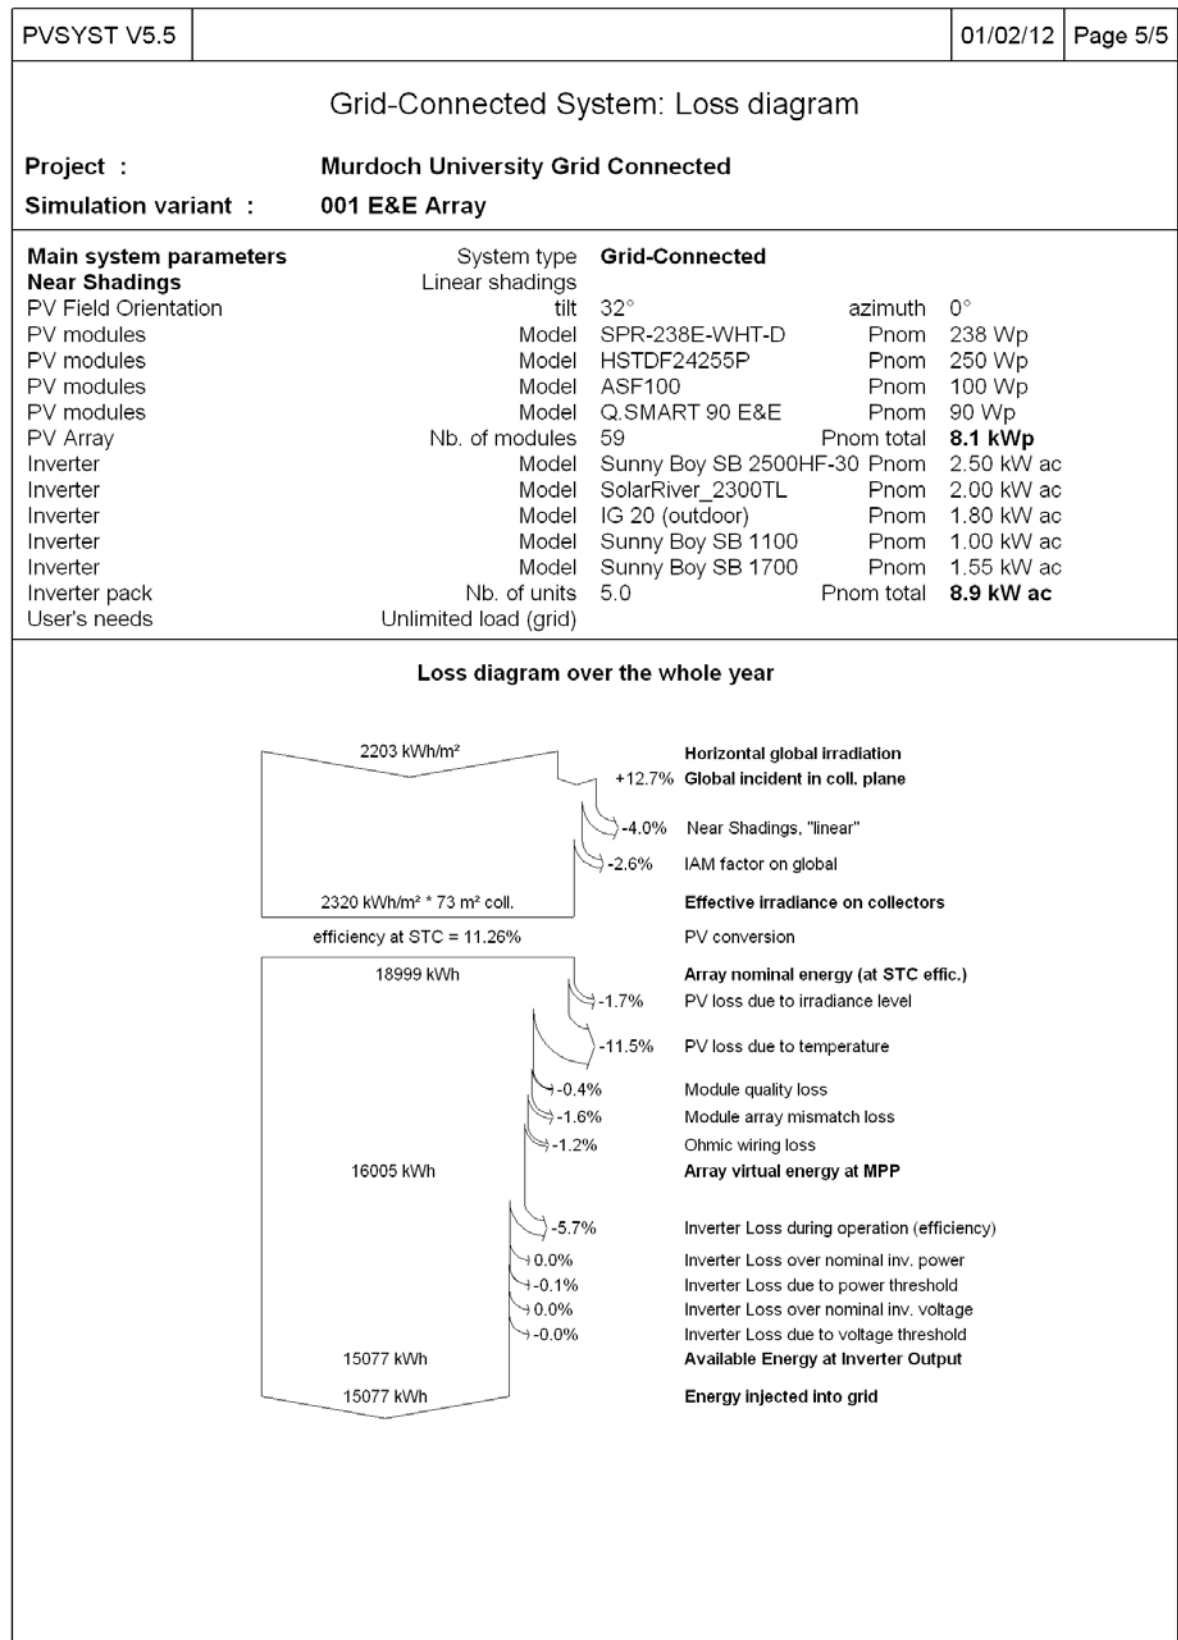 PVSYST V5.5 01/02/12 Page 5/5
Grid-Connected System: Loss diagram
Project : Murdoch University Grid Connected
Simulation variant : 001 E&E Array
Main system parameters System type Grid-Connected
Near Shadings Linear shadings
PV Field Orientation tilt 32° azimuth 0°
PV modules Model SPR-238E-WHT-D Pnom 238 Wp
PV modules Model HSTDF24255P Pnom 250 Wp
PV modules Model ASF100 Pnom 100 Wp
PV modules Model Q.SMART 90 E&E Pnom 90 Wp
PV Array Nb. of modules 59 Pnom total 8.1 kWp
Inverter Model Sunny Boy SB 2500HF-30 Pnom 2.50 kW ac
Inverter Model SolarRiver_2300TL Pnom 2.00 kW ac
Inverter Model IG 20 (outdoor) Pnom 1.80 kW ac
Inverter Model Sunny Boy SB 1100 Pnom 1.00 kW ac
Inverter Model Sunny Boy SB 1700 Pnom 1.55 kW ac
Inverter pack Nb. of units 5.0 Pnom total 8.9 kW ac
User's needs Unlimited load (grid)
Loss diagram over the whole year
2203 kWh/m² Horizontal global irradiation
+12.7% Global incident in coll. plane
-4.0% Near Shadings, "linear"
-2.6% IAM factor on global
2320 kWh/m² * 73 m² coll. Effective irradiance on collectors
efficiency at STC = 11.26% PV conversion
18999 kWh Array nominal energy (at STC effic.)
-1.7% PV loss due to irradiance level
-11.5% PV loss due to temperature
-0.4% Module quality loss
-1.6% Module array mismatch loss
-1.2% Ohmic wiring loss
16005 kWh Array virtual energy at MPP
-5.7% Inverter Loss during operation (efficiency)
0.0% Inverter Loss over nominal inv. power
-0.1% Inverter Loss due to power threshold
0.0% Inverter Loss over nominal inv. voltage
-0.0% Inverter Loss due to voltage threshold
15077 kWh Available Energy at Inverter Output
15077 kWh Energy injected into grid